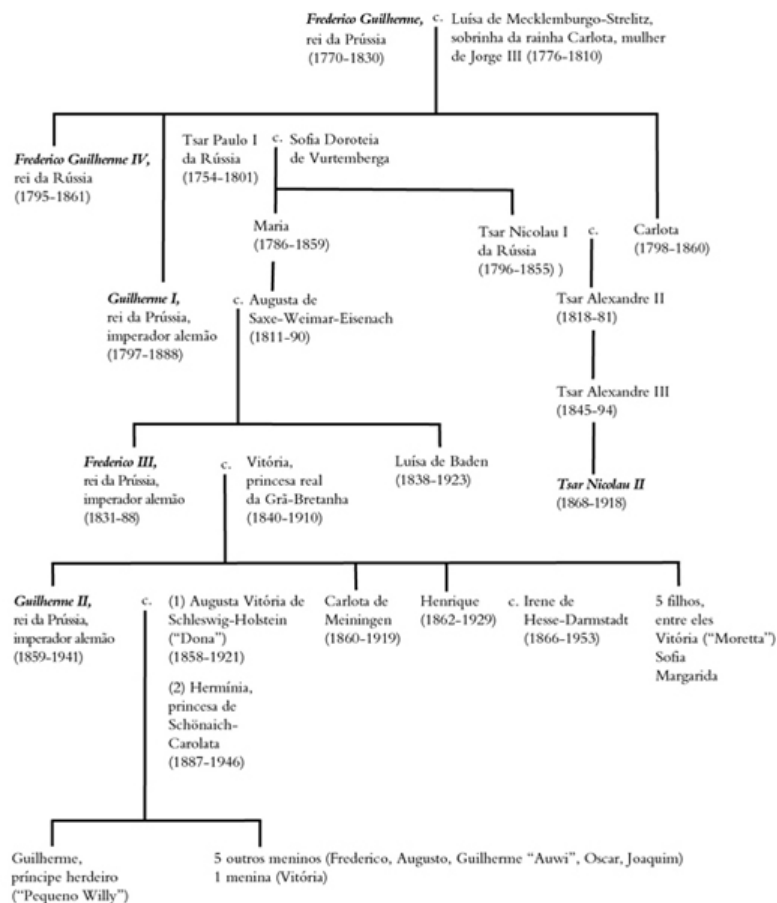 Frederico Guilherme,
rei da Prússia
(1770-1830)
c.
Luísa de Mecklemburgo-Strelitz,
sobrinha da rainha Carlota, mulher
de Jorge III (1776-1810)
Frederico Guilherme IV,
rei da Rússia
(1795-1861)
Tsar Paulo I
da Rússia
(1754-1801)
c.
Sofia Doroteia
de Vurtemberga
Maria
(1786-1859)
Tsar Nicolau I
da Rússia
(1796-1855) )
c.
Carlota
(1798-1860)
Guilherme I,
rei da Prússia,
imperador alemão
(1797-1888)
c.
Augusta de
Saxe-Weimar-Eisenach
(1811-90)
Tsar Alexandre II
(1818-81)
Tsar Alexandre III
(1845-94)
Frederico III,
rei da Prússia,
imperador alemão
(1831-88)
c.
Vitória,
princesa real
da Grã-Bretanha
(1840-1910)
Luísa de Baden
(1838-1923)
Tsar Nicolau II
(1868-1918)
Guilherme II,
rei da Prússia,
imperador alemão
(1859-1941)
c.
(1) Augusta Vitória de
Schleswig-Holstein
("Dona")
(1858-1921)
(2) Hermínia,
princesa de
Schönaich-
Carolata
(1887-1946)
Carlota de
Meiningen
(1860-1919)
Henrique
(1862-1929)
c.
Irene de
Hesse-Darmstadt
(1866-1953)
5 filhos,
entre eles
Vitória ("Moretta")
Sofia
Margarida
Guilherme,
príncipe herdeiro
("Pequeno Willy")
5 outros meninos (Frederico, Augusto, Guilherme "Auwi", Oscar, Joaquim)
1 menina (Vitória)